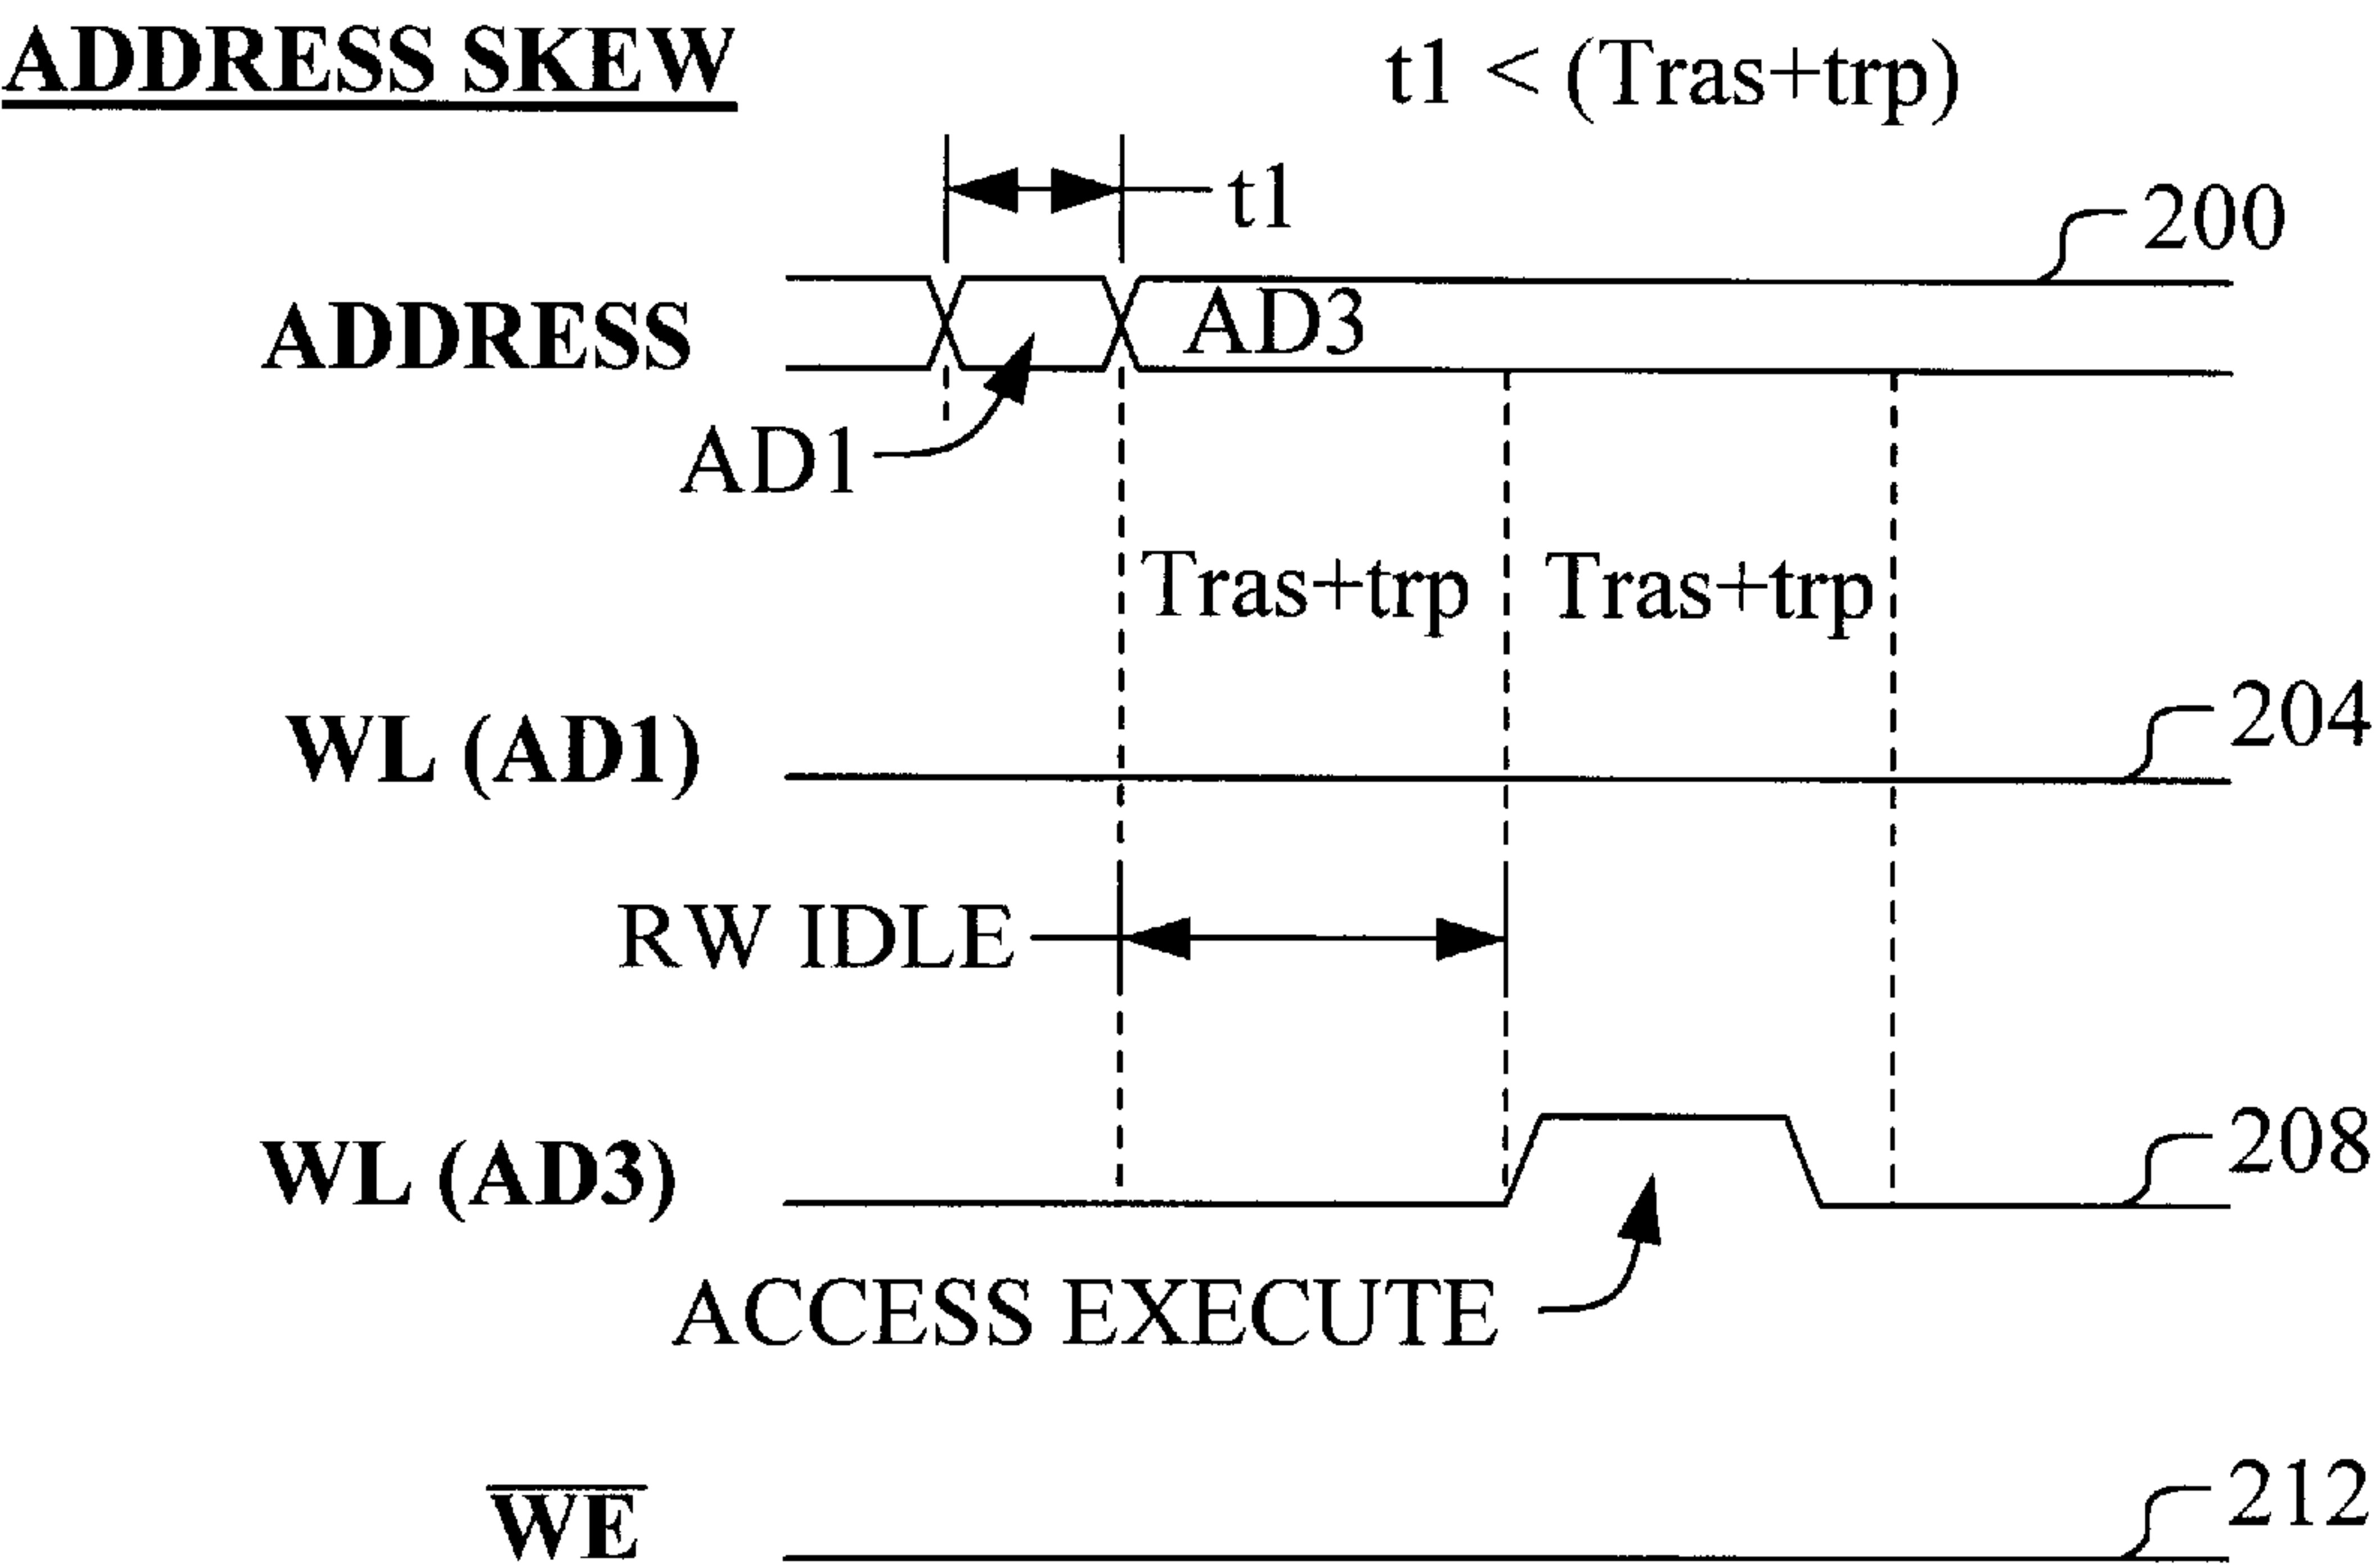 ADDRESS SKEW
t1 < (Tras+trp)
t1
200
ADDRESS
AD3
AD1
Tras+trp
Tras+trp
204
WL (AD1)
RW IDLE
208
WL (AD3)
ACCESS EXECUTE
212
W̅E̅